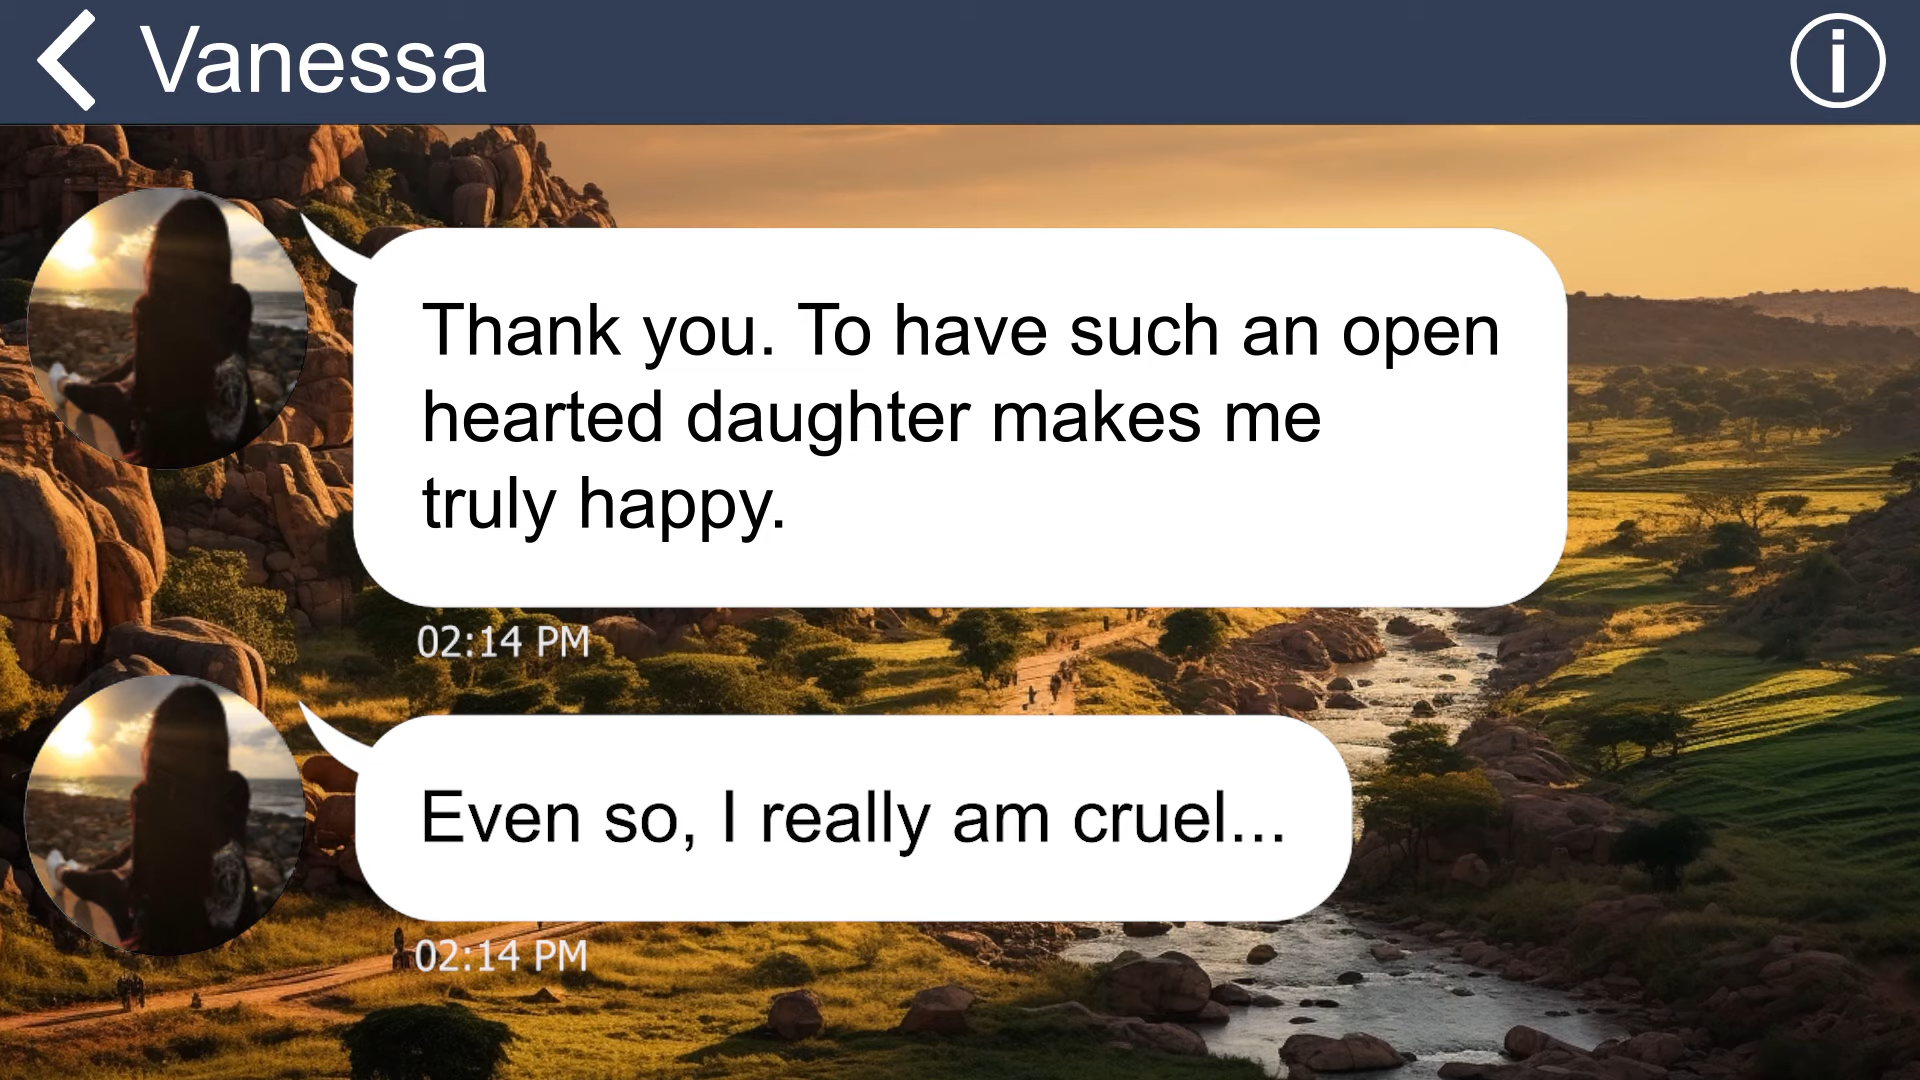 Vanessa
Thank you. To have such an open
hearted daughter makes me
truly happy.
02:14 PM
Even so, I really am cruel...
02:14 PM